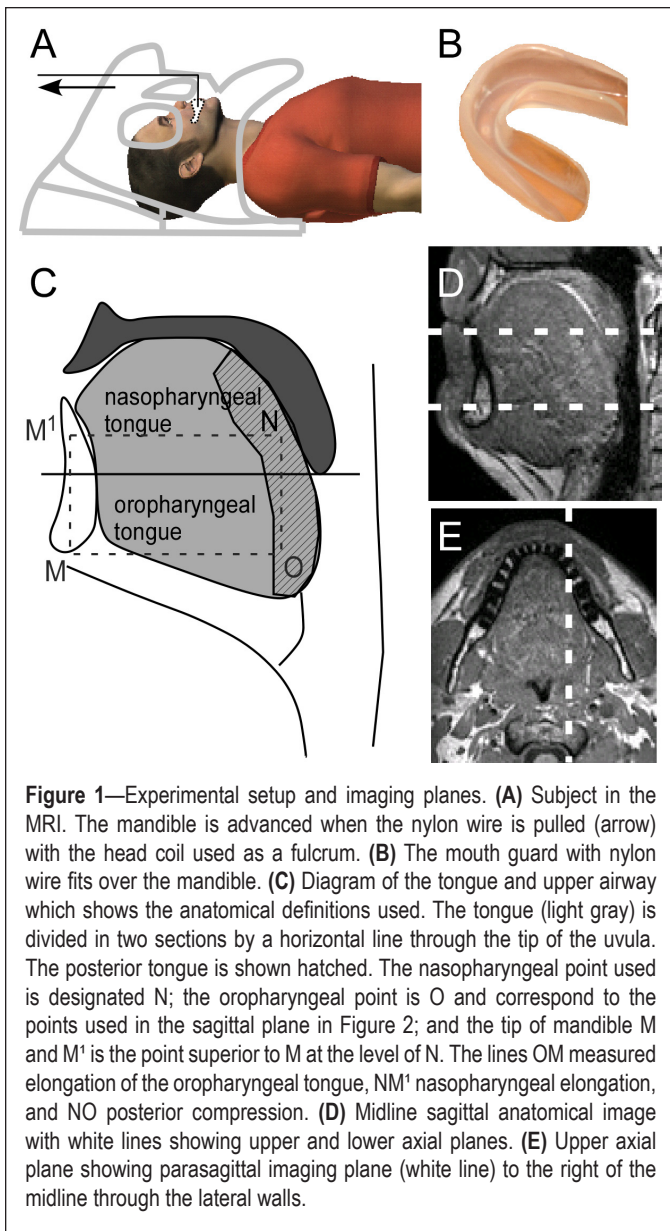 A
B
C
D
nasopharyngeal
tongue
N
M¹
oropharyngeal
tongue
E
O
M
Figure 1—Experimental setup and imaging planes. (A) Subject in the
MRI. The mandible is advanced when the nylon wire is pulled (arrow)
with the head coil used as a fulcrum. (B) The mouth guard with nylon
wire fits over the mandible. (C) Diagram of the tongue and upper airway
which shows the anatomical definitions used. The tongue (light gray) is
divided in two sections by a horizontal line through the tip of the uvula.
The posterior tongue is shown hatched. The nasopharyngeal point used
is designated N; the oropharyngeal point is O and correspond to the
points used in the sagittal plane in Figure 2; and the tip of mandible M
and M¹ is the point superior to M at the level of N. The lines OM measured
elongation of the oropharyngeal tongue, NM¹ nasopharyngeal elongation,
and NO posterior compression. (D) Midline sagittal anatomical image
with white lines showing upper and lower axial planes. (E) Upper axial
plane showing parasagittal imaging plane (white line) to the right of the
midline through the lateral walls.